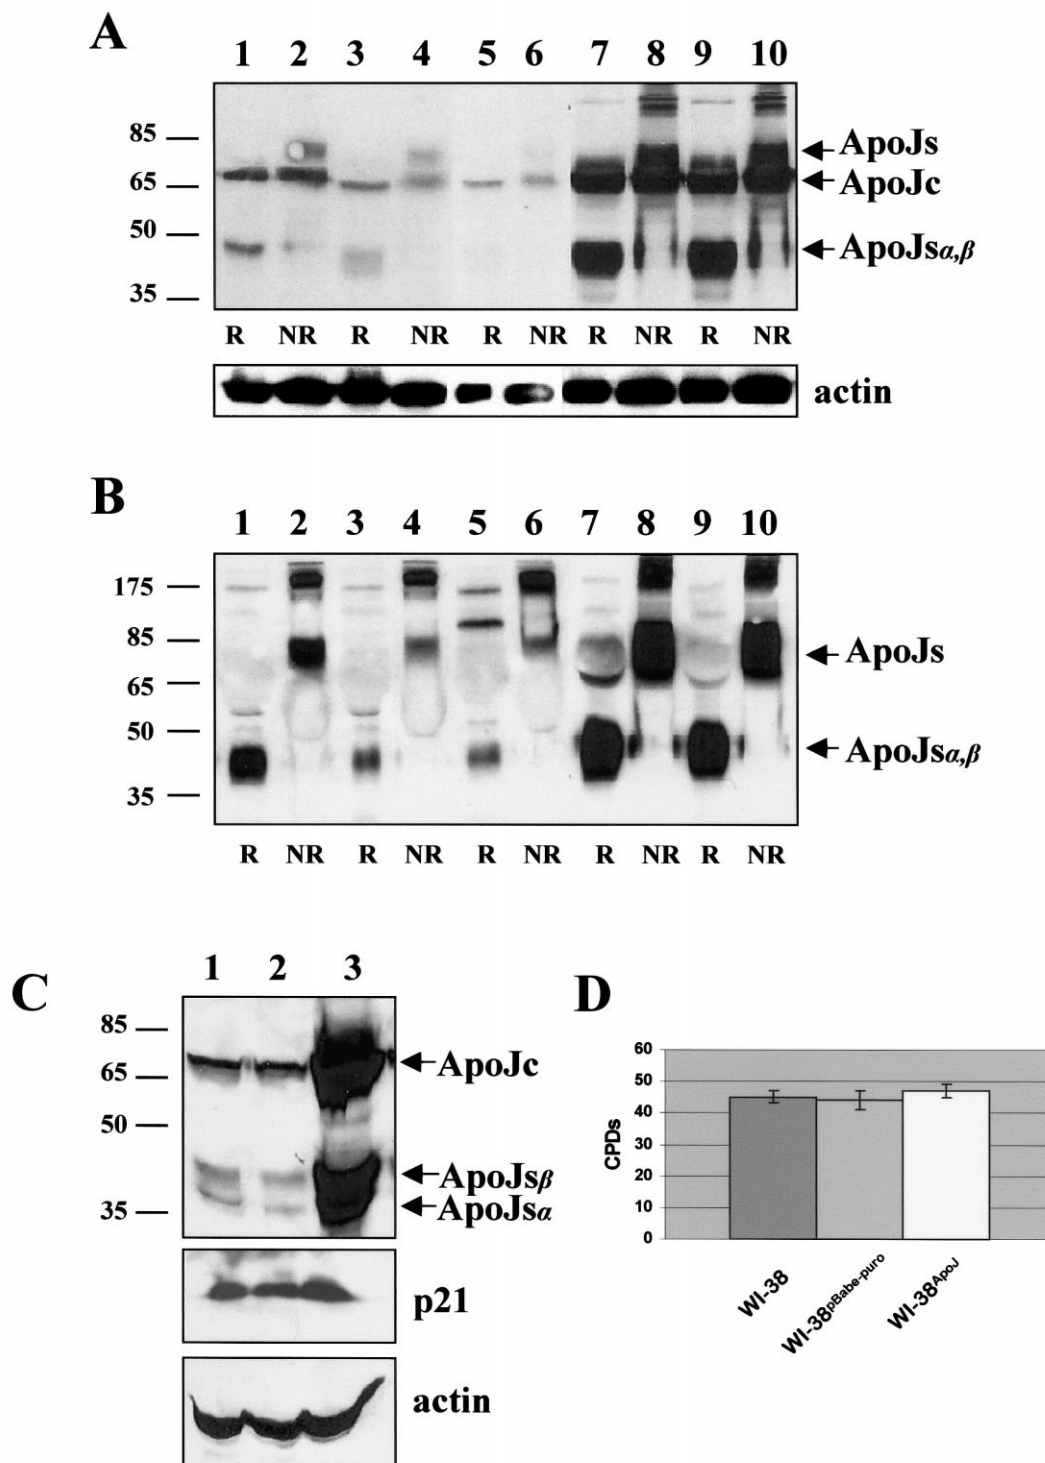 A
1 2 3 4 5 6 7 8 9 10
85
65
50
35
ApoJs
ApoJc
ApoJsα,β
R NR R NR R NR R NR R NR
actin
B
1 2 3 4 5 6 7 8 9 10
175
85
65
50
35
ApoJs
ApoJsα,β
R NR R NR R NR R NR R NR
C
1 2 3
85
65
50
35
ApoJc
ApoJsβ
ApoJsα
p21
actin
D
60
50
40
30
20
10
0
CPDs
WI-38
WI-38pBabe-puro
WI-38ApoJ